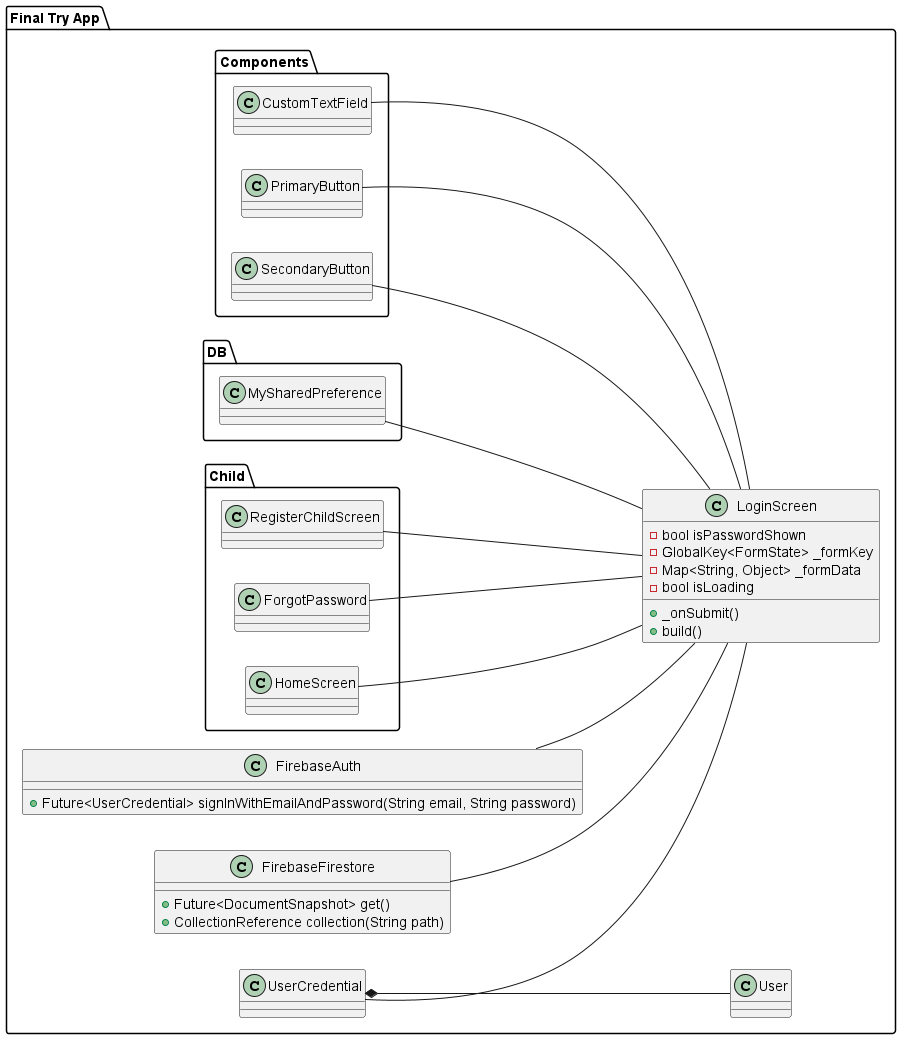 Final Try App
Components
C CustomTextField
C PrimaryButton
C SecondaryButton
DB
C MySharedPreference
Child
C RegisterChildScreen
C ForgotPassword
C HomeScreen
C LoginScreen
bool isPasswordShown
GlobalKey<FormState> _formKey
Map<String, Object> _formData
bool isLoading
_onSubmit()
build()
C FirebaseAuth
Future<UserCredential> signInWithEmailAndPassword(String email, String password)
C FirebaseFirestore
Future<DocumentSnapshot> get()
CollectionReference collection(String path)
C UserCredential
C User